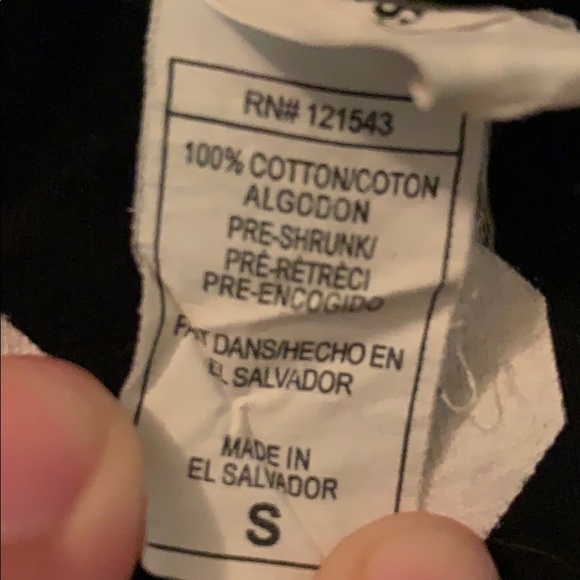 RN# 121543
100% COTTON/COTON
ALGODON
PRE-SHRUNK/
PRÉ-RÉTRÉCI
PRE-ENCOGIDO
DANS/HECHO EN
EL SALVADOR
MADE IN
EL SALVADOR
S